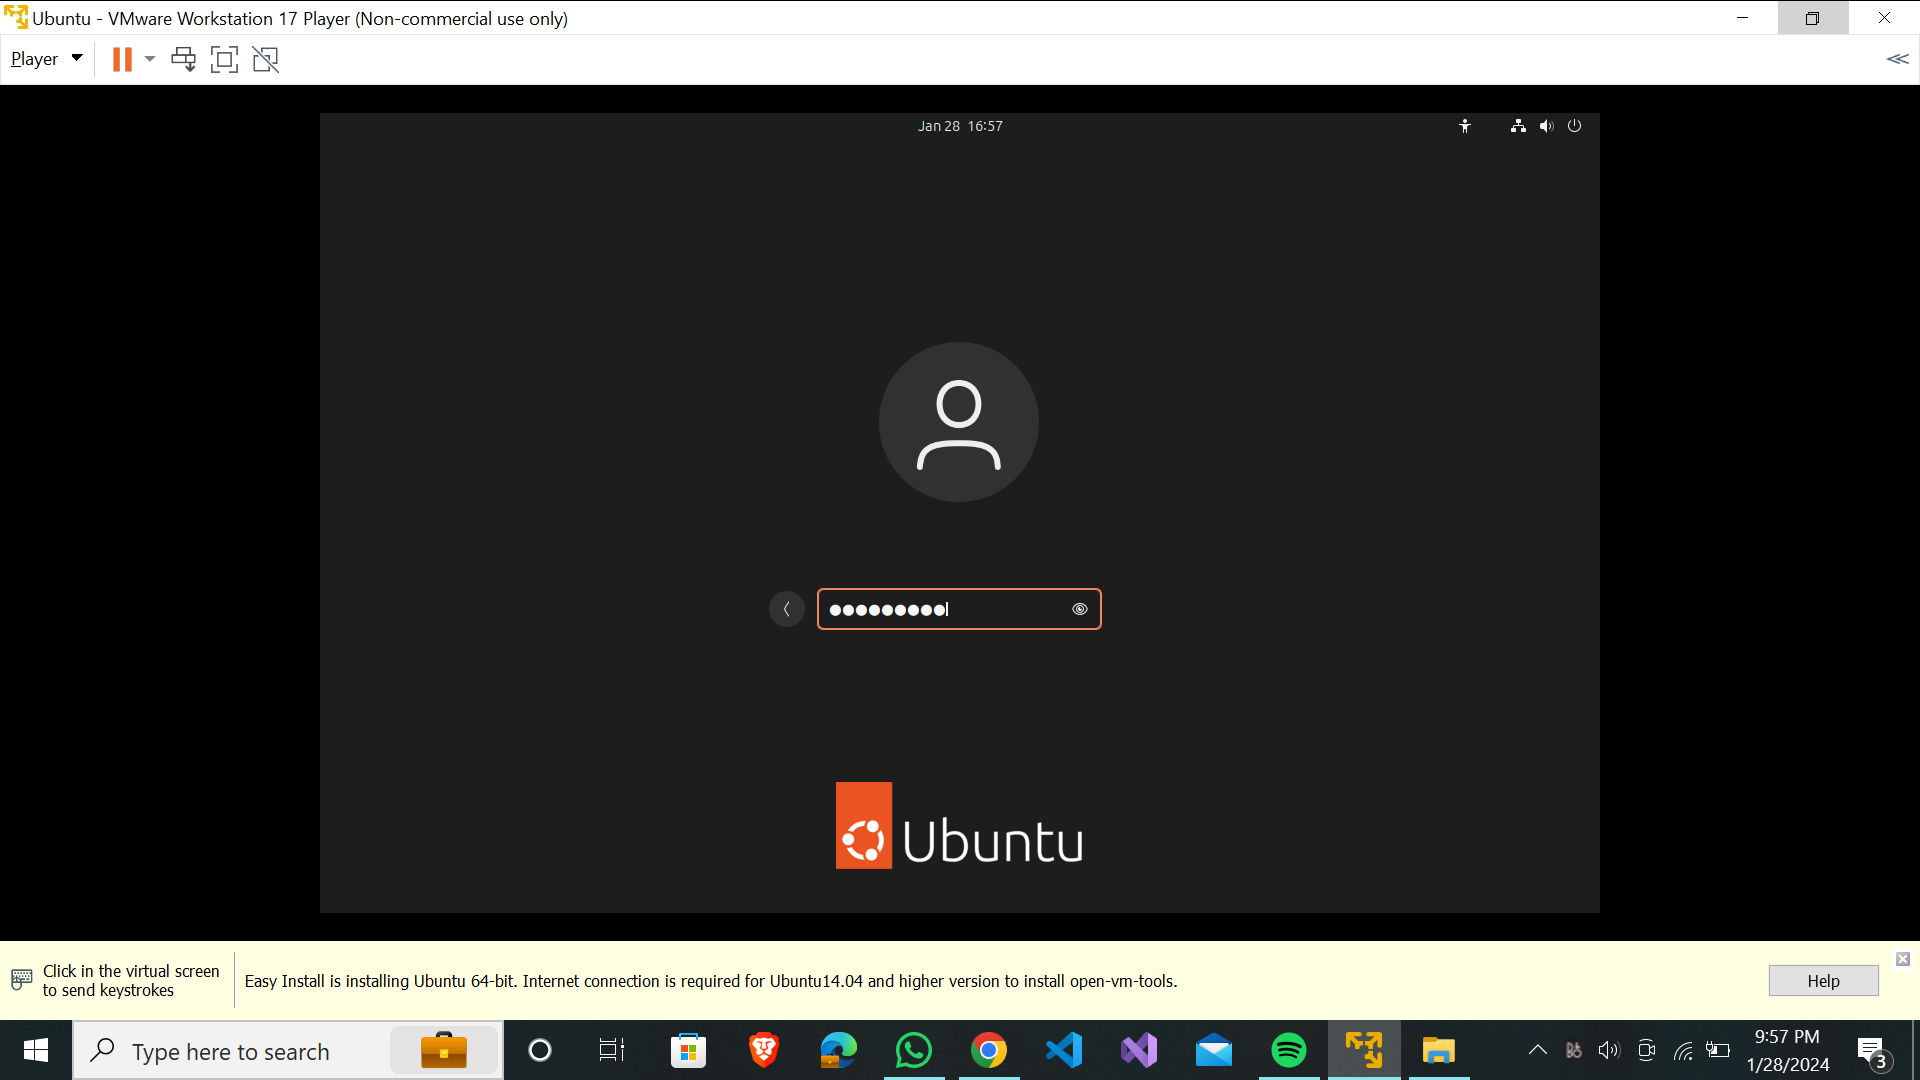 Ubuntu - VMware Workstation 17 Player (Non-commercial use only)
Player
Jan 28 16:57
Ubuntu
Click in the virtual screen
to send keystrokes
Easy Install is installing Ubuntu 64-bit. Internet connection is required for Ubuntu14.04 and higher version to install open-vm-tools.
Help
Type here to search
9:57 PM
1/28/2024
3